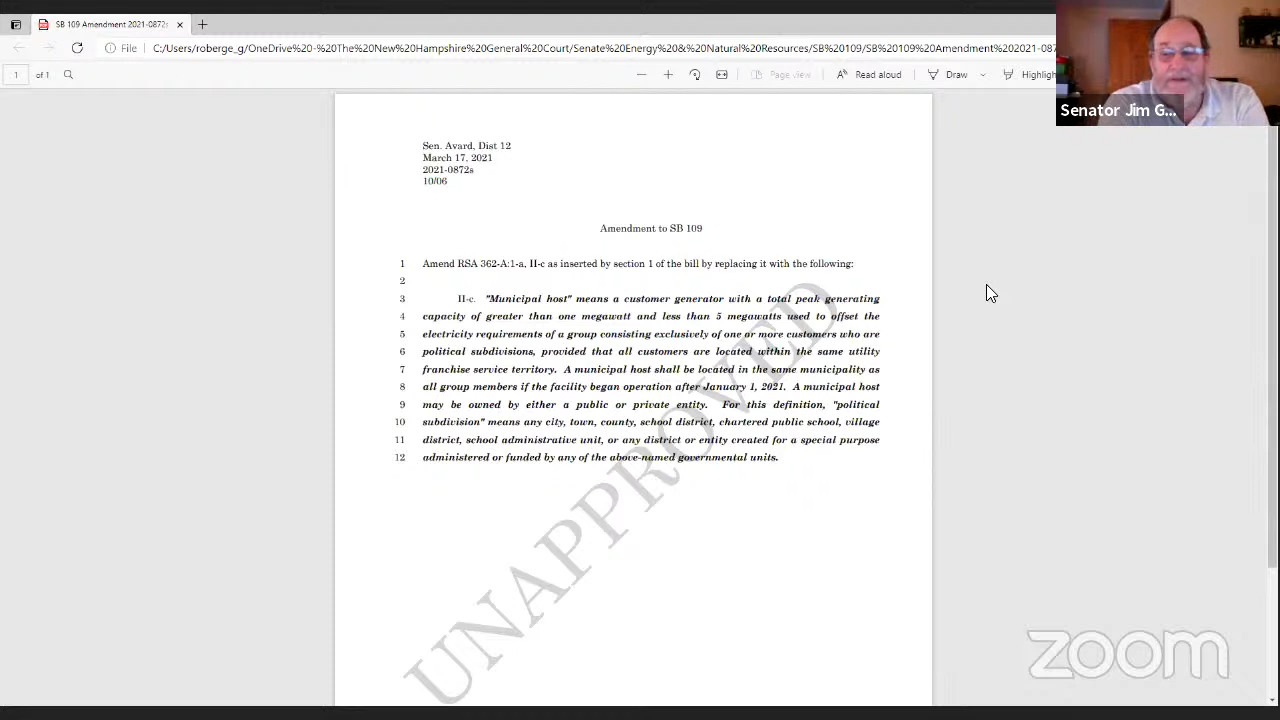 SB 109 Amendment 2021-0872s
File
C:/Users/roberge_g/OneDrive%20-%20The%20New%20Hampshire%20General%20Court/Senate%20Energy%20&%20Natural%20Resources/SB%20109/SB%20109%20Amendment%202021-087
1 of 1
Page view
Read aloud
Draw
Highligh
Senator Jim G...
Sen. Avard, Dist 12
March 17, 2021
2021-0872s
10/06
Amendment to SB 109
1 Amend RSA 362-A:1-a, II-c as inserted by section 1 of the bill by replacing it with the following:
2
3 II-c. "Municipal host" means a customer generator with a total peak generating
4 capacity of greater than one megawatt and less than 5 megawatts used to offset the
5 electricity requirements of a group consisting exclusively of one or more customers who are
6 political subdivisions, provided that all customers are located within the same utility
7 franchise service territory. A municipal host shall be located in the same municipality as
8 all group members if the facility began operation after January 1, 2021. A municipal host
9 may be owned by either a public or private entity. For this definition, "political
10 subdivision" means any city, town, county, school district, chartered public school, village
11 district, school administrative unit, or any district or entity created for a special purpose
12 administered or funded by any of the above-named governmental units.
UNAPPROVED
zoom